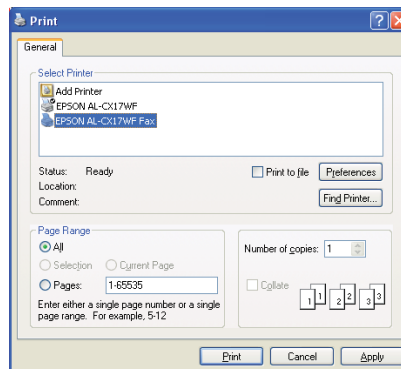 Print
General
Select Printer
Add Printer
EPSON AL-CX17WF
EPSON AL-CX17WF Fax
Status: Ready
Print to file Preferences
Location:
Comment:
Find Printer...
Page Range
All
Selection Current Page
Pages: 1-65535
Enter either a single page number or a single
page range. For example, 5-12
Number of copies: 1
Collate
1 1 2 2 3 3
Print Cancel Apply